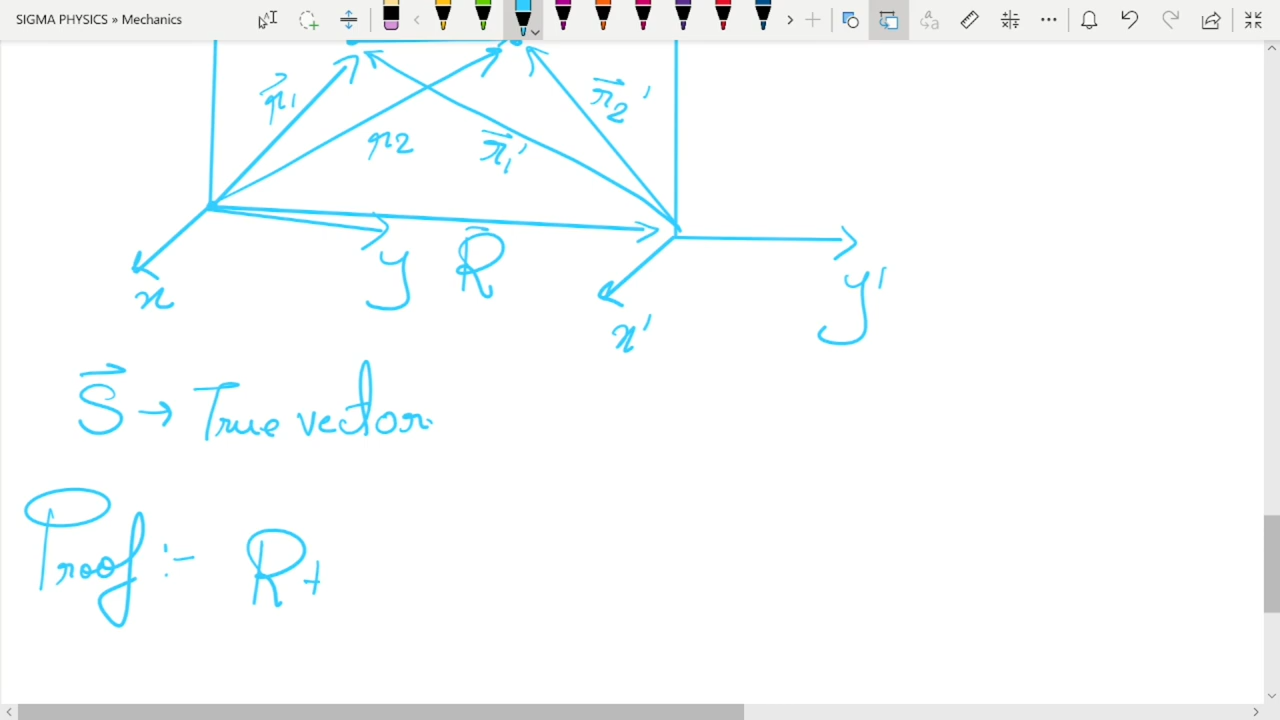 SIGMA PHYSICS » Mechanics
r⃗₁ r⃗₂'
r₂ r⃗₁'
x y R⃗ x' y'
S⃗ → True vector.
Proof :- R +